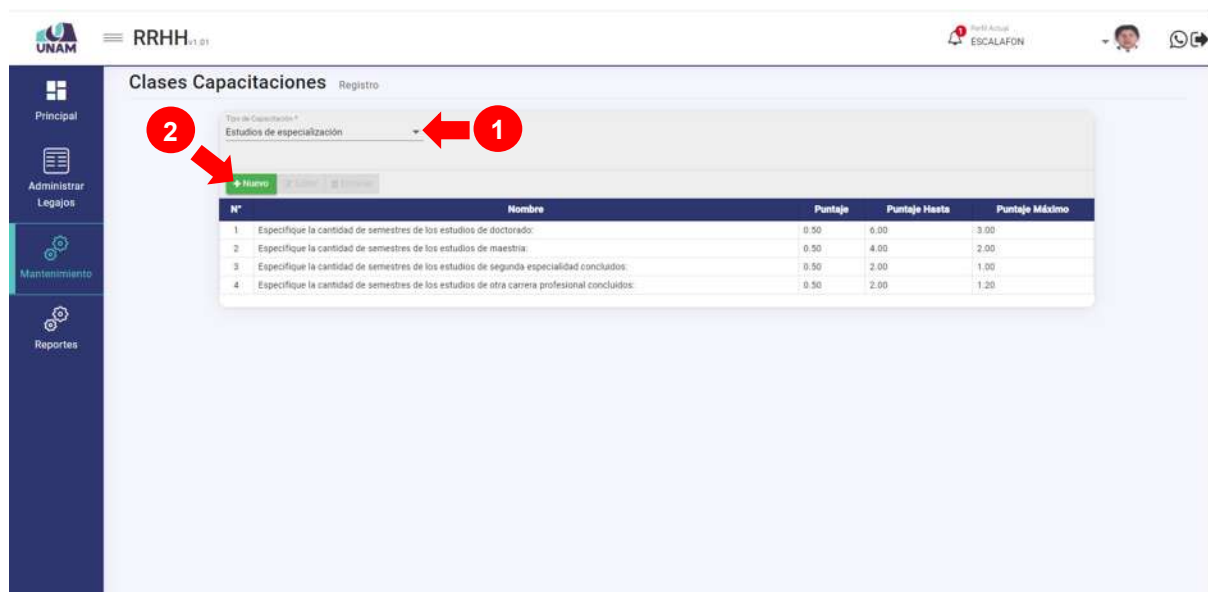 UNAM
RRHH v1.01
1
Perfil Actual
ESCALAFON
Clases Capacitaciones Registro
Principal
Administrar
Legajos
Mantenimiento
Reportes
Tipo de Capacitación *
Estudios de especialización
1
2
Nuevo Editar Eliminar
N° Nombre Puntaje Puntaje Hasta Puntaje Máximo
1 Especifique la cantidad de semestres de los estudios de doctorado: 0.50 6.00 3.00
2 Especifique la cantidad de semestres de los estudios de maestría: 0.50 4.00 2.00
3 Especifique la cantidad de semestres de los estudios de segunda especialidad concluidos: 0.50 2.00 1.00
4 Especifique la cantidad de semestres de los estudios de otra carrera profesional concluidos: 0.50 2.00 1.20